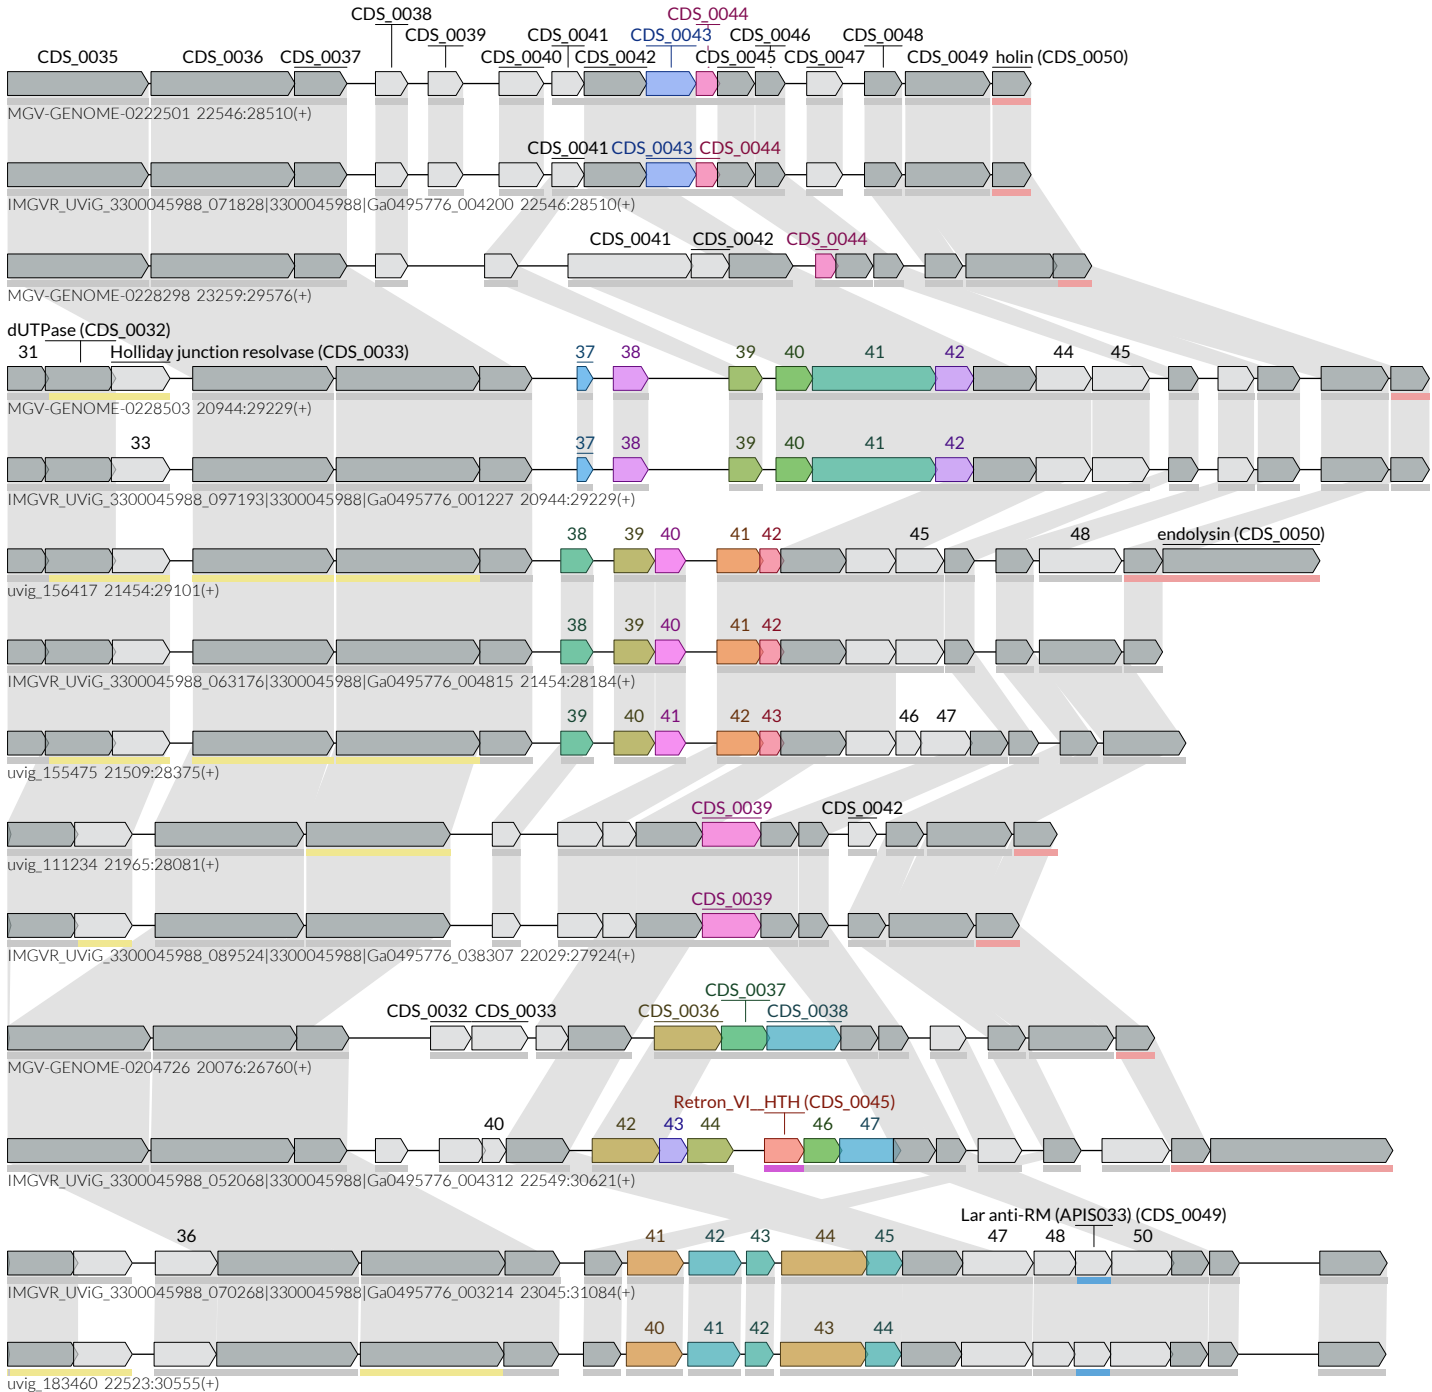 CDS_0038 CDS_0044
CDS_0039 CDS_0041 CDS_0043 CDS_0046 CDS_0048
CDS_0035 CDS_0036 CDS_0037 CDS_0040 CDS_0042 CDS_0045 CDS_0047 CDS_0049 holin (CDS_0050)
MGV-GENOME-0222501 22546:28510(+)
CDS_0041 CDS_0043 CDS_0044
IMGVR_UViG_3300045988_071828|3300045988|Ga0495776_004200 22546:28510(+)
CDS_0041 CDS_0042 CDS_0044
MGV-GENOME-0228298 23259:29576(+)
dUTPase (CDS_0032)
31 Holliday junction resolvase (CDS_0033) 37 38 39 40 41 42 44 45
MGV-GENOME-0228503 20944:29229(+)
33 37 38 39 40 41 42
IMGVR_UViG_3300045988_097193|3300045988|Ga0495776_001227 20944:29229(+)
38 39 40 41 42 45 48 endolysin (CDS_0050)
uvig_156417 21454:29101(+)
38 39 40 41 42
IMGVR_UViG_3300045988_063176|3300045988|Ga0495776_004815 21454:28184(+)
39 40 41 42 43 46 47
uvig_155475 21509:28375(+)
CDS_0039 CDS_0042
uvig_111234 21965:28081(+)
CDS_0039
IMGVR_UViG_3300045988_089524|3300045988|Ga0495776_038307 22029:27924(+)
CDS_0037
CDS_0032 CDS_0033 CDS_0036 CDS_0038
MGV-GENOME-0204726 20076:26760(+)
Retron_VI__HTH (CDS_0045)
40 42 43 44 46 47
IMGVR_UViG_3300045988_052068|3300045988|Ga0495776_004312 22549:30621(+)
Lar anti-RM (APIS033) (CDS_0049)
36 41 42 43 44 45 47 48 50
IMGVR_UViG_3300045988_070268|3300045988|Ga0495776_003214 23045:31084(+)
40 41 42 43 44
uvig_183460 22523:30555(+)